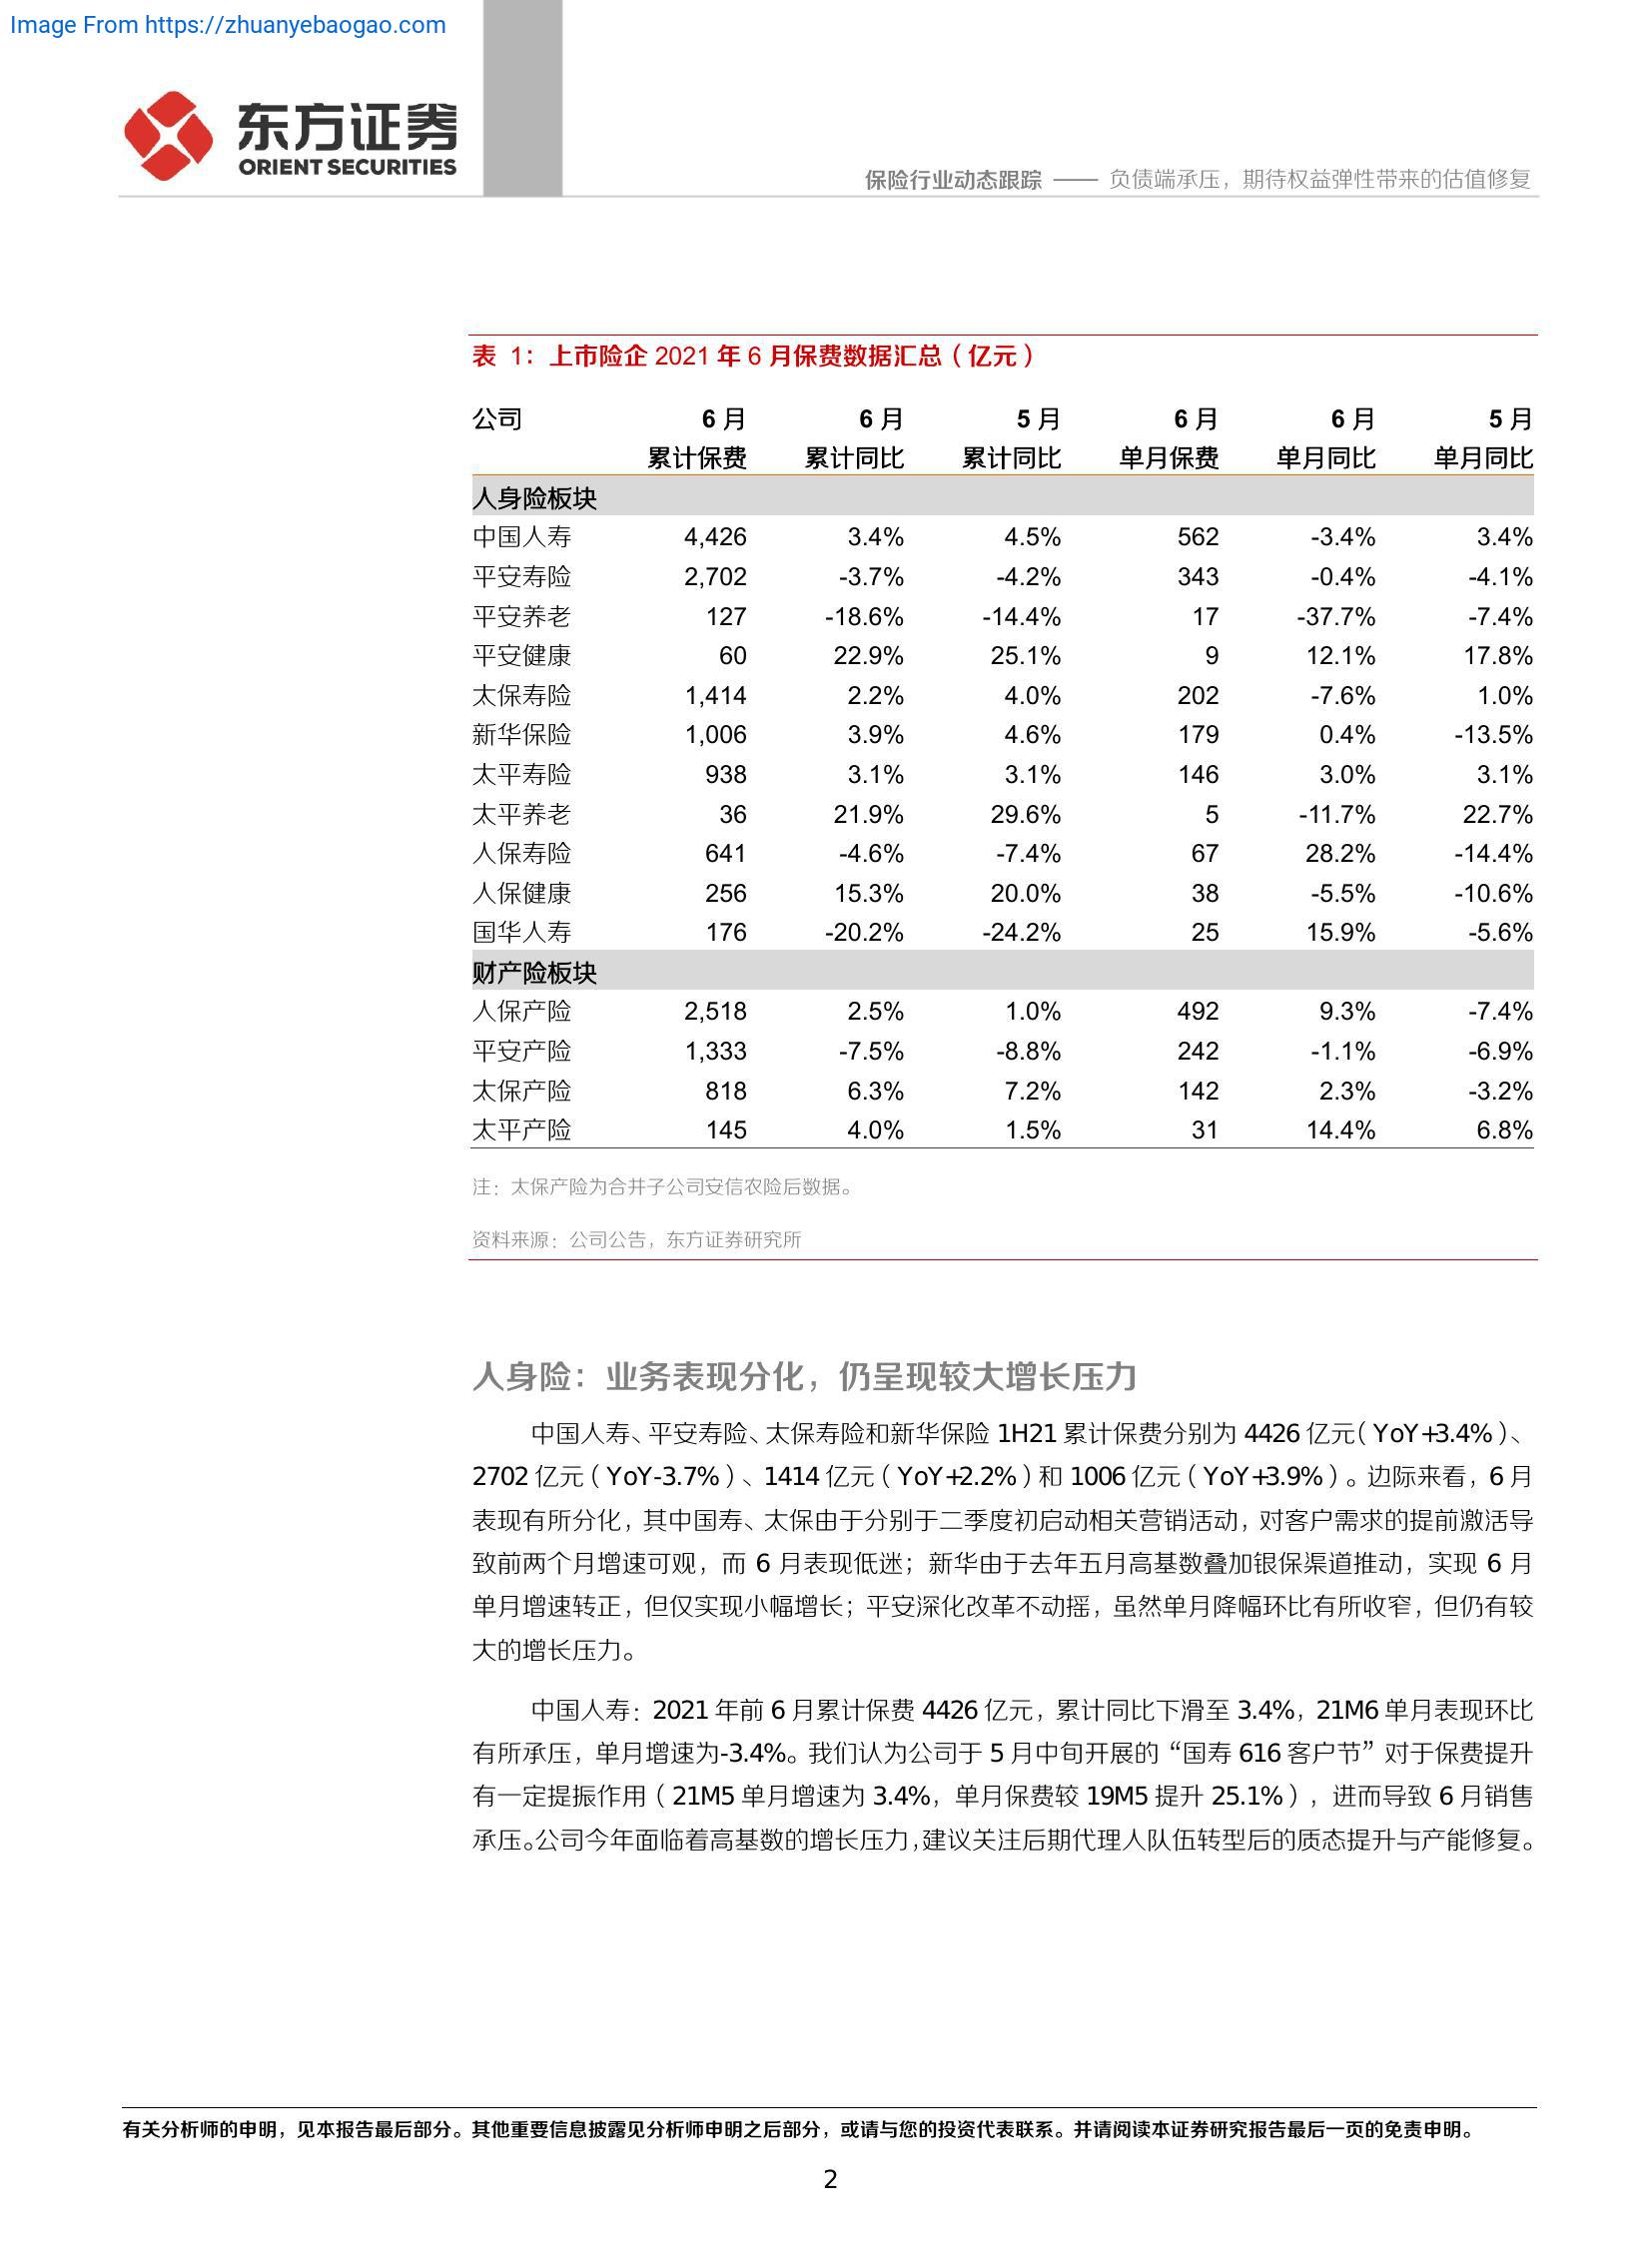 Image From https://zhuanyebaogao.com
东方证券
ORIENT SECURITIES
保险行业动态跟踪 —— 负债端承压，期待权益弹性带来的估值修复
表 1：上市险企 2021 年 6 月保费数据汇总（亿元）
公司 6 月 6 月 5 月 6 月 6 月 5 月
累计保费 累计同比 累计同比 单月保费 单月同比 单月同比
人身险板块
中国人寿 4,426 3.4% 4.5% 562 -3.4% 3.4%
平安寿险 2,702 -3.7% -4.2% 343 -0.4% -4.1%
平安养老 127 -18.6% -14.4% 17 -37.7% -7.4%
平安健康 60 22.9% 25.1% 9 12.1% 17.8%
太保寿险 1,414 2.2% 4.0% 202 -7.6% 1.0%
新华保险 1,006 3.9% 4.6% 179 0.4% -13.5%
太平寿险 938 3.1% 3.1% 146 3.0% 3.1%
太平养老 36 21.9% 29.6% 5 -11.7% 22.7%
人保寿险 641 -4.6% -7.4% 67 28.2% -14.4%
人保健康 256 15.3% 20.0% 38 -5.5% -10.6%
国华人寿 176 -20.2% -24.2% 25 15.9% -5.6%
财产险板块
人保产险 2,518 2.5% 1.0% 492 9.3% -7.4%
平安产险 1,333 -7.5% -8.8% 242 -1.1% -6.9%
太保产险 818 6.3% 7.2% 142 2.3% -3.2%
太平产险 145 4.0% 1.5% 31 14.4% 6.8%
注：太保产险为合并子公司安信农险后数据。
资料来源：公司公告，东方证券研究所
人身险：业务表现分化，仍呈现较大增长压力
中国人寿、平安寿险、太保寿险和新华保险 1H21 累计保费分别为 4426 亿元（YoY+3.4%）、
2702 亿元（YoY-3.7%）、1414 亿元（YoY+2.2%）和 1006 亿元（YoY+3.9%）。边际来看，6 月
表现有所分化，其中国寿、太保由于分别于二季度初启动相关营销活动，对客户需求的提前激活导
致前两个月增速可观，而 6 月表现低迷；新华由于去年五月高基数叠加银保渠道推动，实现 6 月
单月增速转正，但仅实现小幅增长；平安深化改革不动摇，虽然单月降幅环比有所收窄，但仍有较
大的增长压力。
中国人寿：2021 年前 6 月累计保费 4426 亿元，累计同比下滑至 3.4%，21M6 单月表现环比
有所承压，单月增速为-3.4%。我们认为公司于 5 月中旬开展的“国寿 616 客户节”对于保费提升
有一定提振作用（21M5 单月增速为 3.4%，单月保费较 19M5 提升 25.1%），进而导致 6 月销售
承压。公司今年面临着高基数的增长压力，建议关注后期代理人队伍转型后的质态提升与产能修复。
有关分析师的申明，见本报告最后部分。其他重要信息披露见分析师申明之后部分，或请与您的投资代表联系。并请阅读本证券研究报告最后一页的免责申明。
2